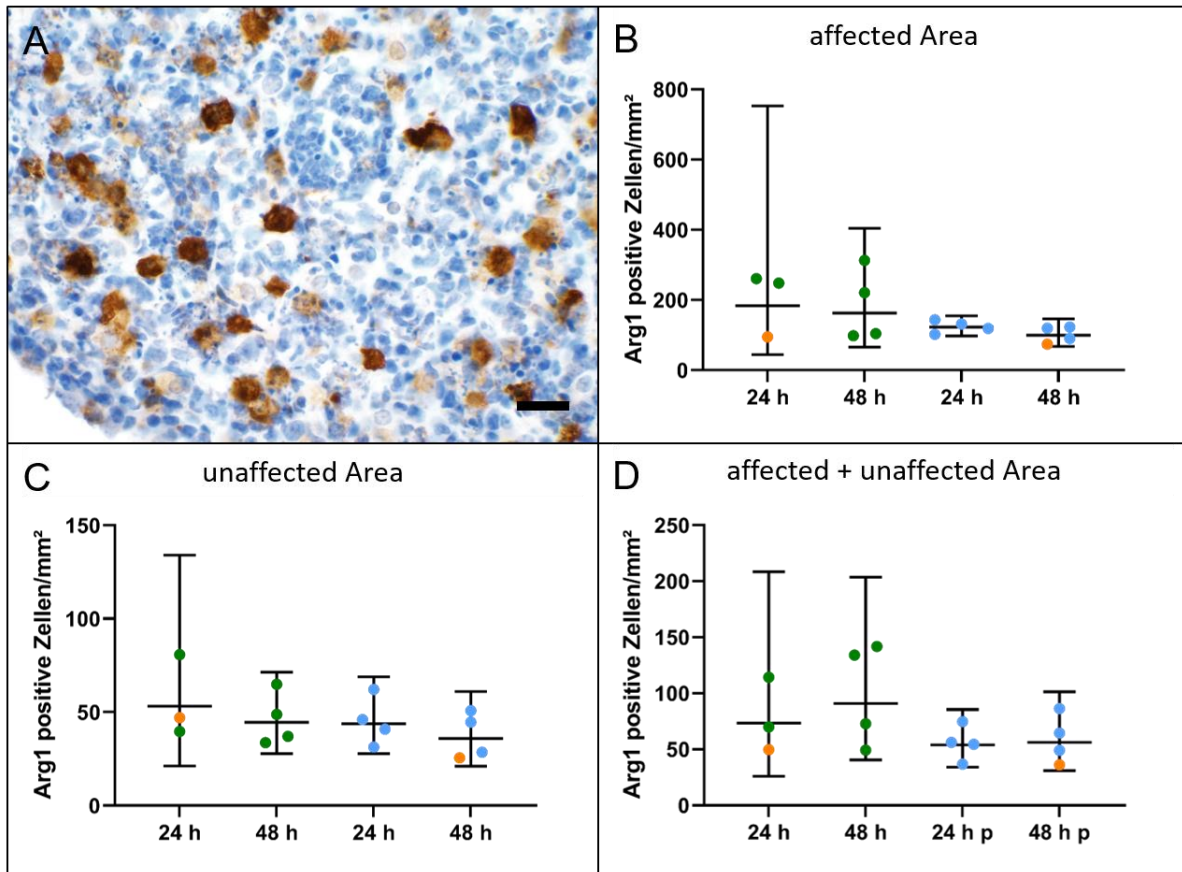 A
B
affected Area
Arg1 positive Zellen/mm²
800
600
400
200
0
24 h
48 h
24 h
48 h
C
unaffected Area
Arg1 positive Zellen/mm²
150
100
50
0
24 h
48 h
24 h
48 h
D
affected + unaffected Area
Arg1 positive Zellen/mm²
250
200
150
100
50
0
24 h
48 h
24 h p
48 h p